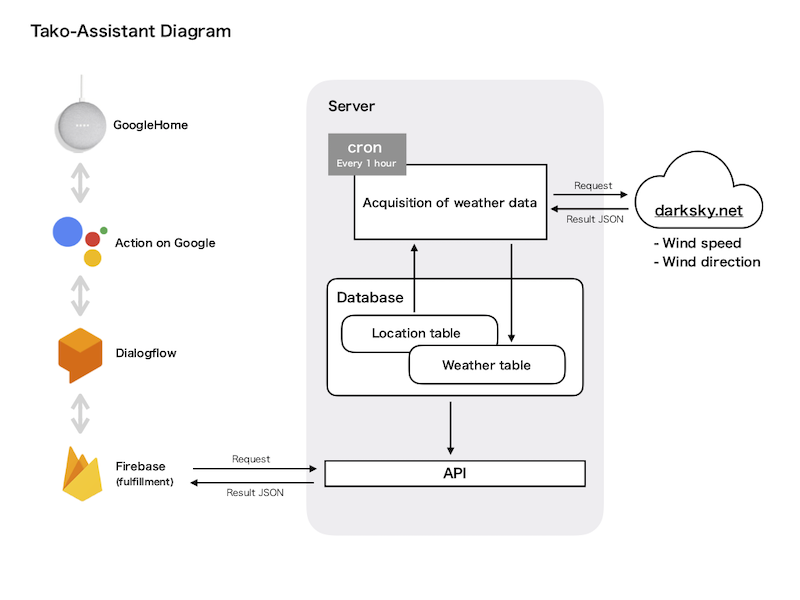 Tako-Assistant Diagram
GoogleHome
Action on Google
Dialogflow
Firebase
(fulfillment)
Request
Result JSON
Server
cron
Every 1 hour
Acquisition of weather data
Request
Result JSON
darksky.net
- Wind speed
- Wind direction
Database
Location table
Weather table
API